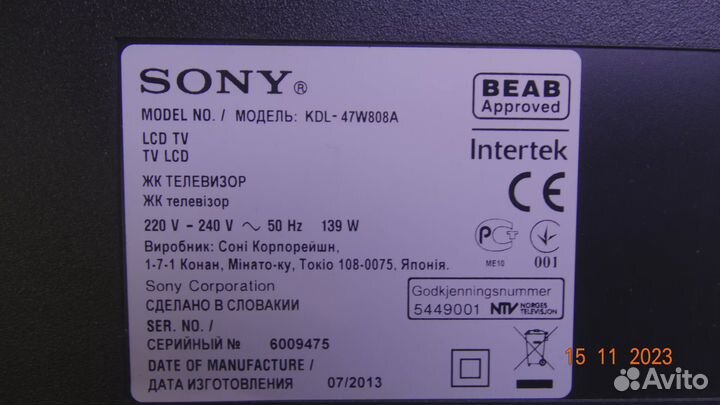 SONY®
BEAB
Approved
MODEL NO. / МОДЕЛЬ: KDL-47W808A
LCD TV
TV LCD
Intertek
ЖК ТЕЛЕВИЗОР
ЖК телевізор
CE
220 V - 240 V ~ 50 Hz 139 W
Виробник: Соні Корпорейшн,
1-7-1 Конан, Мінато-ку, Токіо 108-0075, Японія.
ME10
001
Sony Corporation
СДЕЛАНО В СЛОВАКИИ
Godkjenningsnummer
5449001 NTV NORGES TELEVISJON
SER. NO. /
СЕРИЙНЫЙ № 6009475
DATE OF MANUFACTURE /
ДАТА ИЗГОТОВЛЕНИЯ 07/2013
15 11 2023
Avito